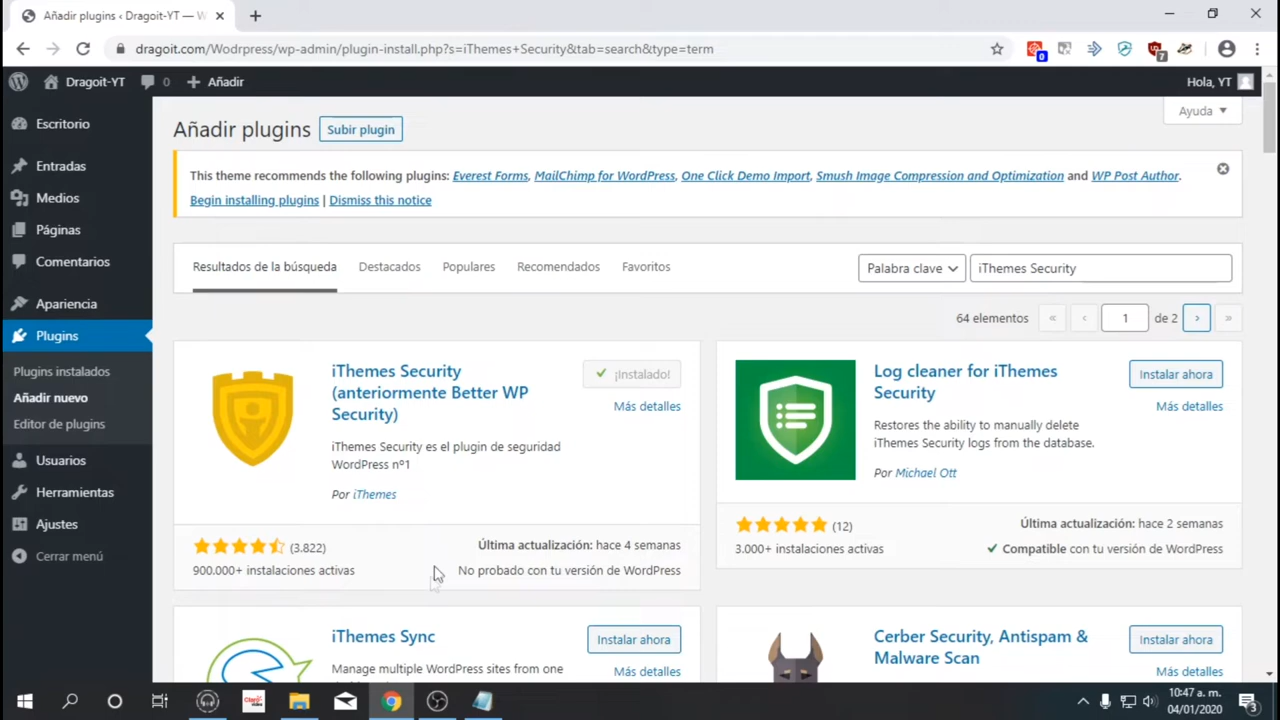 Añadir plugins ‹ Dragoit-YT — W
dragoit.com/Wodrpress/wp-admin/plugin-install.php?s=iThemes+Security&tab=search&type=term
0
7
Dragoit-YT
0
Añadir
Hola, YT
Escritorio
Entradas
Medios
Páginas
Comentarios
Apariencia
Plugins
Plugins instalados
Añadir nuevo
Editor de plugins
Usuarios
Herramientas
Ajustes
Cerrar menú
Ayuda
Añadir plugins
Subir plugin
This theme recommends the following plugins: Everest Forms, MailChimp for WordPress, One Click Demo Import, Smush Image Compression and Optimization and WP Post Author.
Begin installing plugins | Dismiss this notice
Resultados de la búsqueda
Destacados
Populares
Recomendados
Favoritos
Palabra clave
iThemes Security
64 elementos
«
‹
1
de 2
›
»
iThemes Security
(anteriormente Better WP
Security)
¡Instalado!
Más detalles
iThemes Security es el plugin de seguridad
WordPress nº1
Por iThemes
(3.822)
900.000+ instalaciones activas
Última actualización: hace 4 semanas
No probado con tu versión de WordPress
Log cleaner for iThemes
Security
Instalar ahora
Más detalles
Restores the ability to manually delete
iThemes Security logs from the database.
Por Michael Ott
(12)
3.000+ instalaciones activas
Última actualización: hace 2 semanas
Compatible con tu versión de WordPress
iThemes Sync
Instalar ahora
Más detalles
Manage multiple WordPress sites from one
Cerber Security, Antispam &
Malware Scan
Instalar ahora
Más detalles
Claro
video
10:47 a. m.
04/01/2020
3